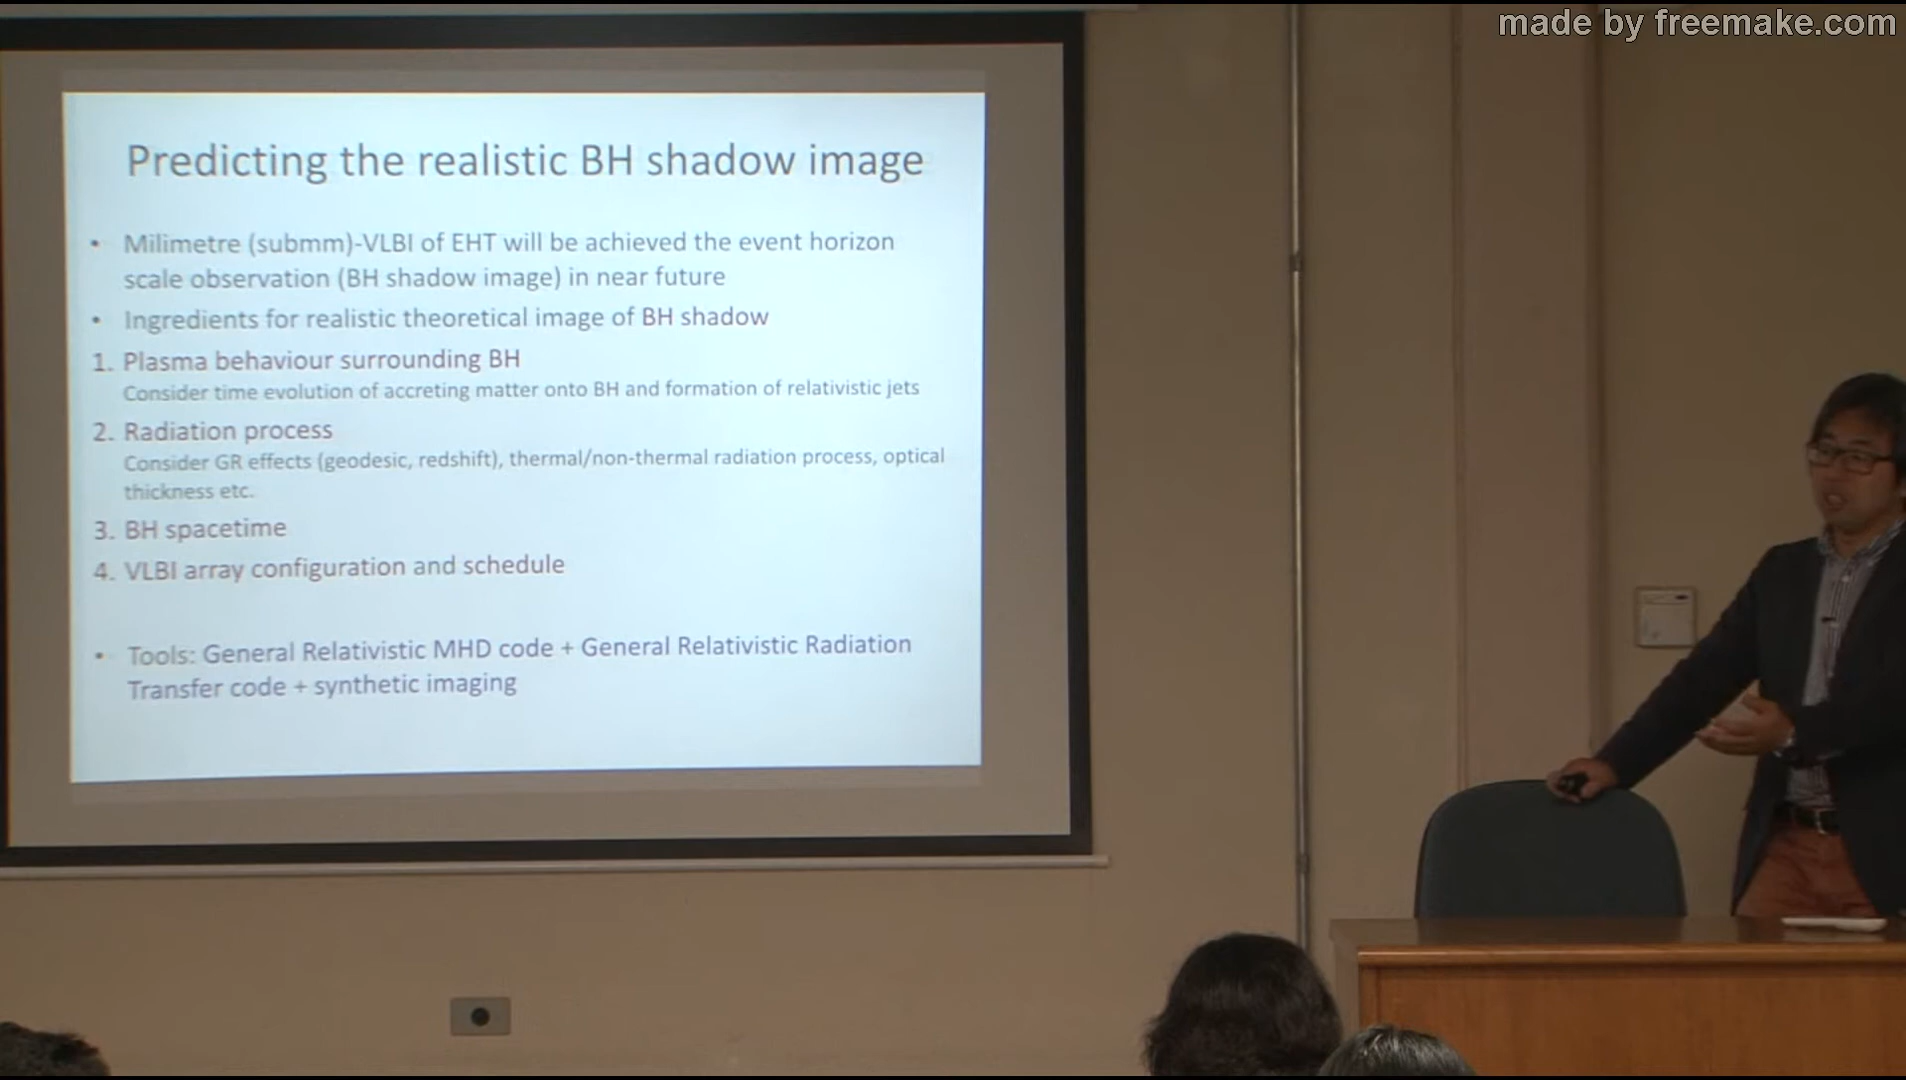 made by freemake.com
Predicting the realistic BH shadow image
• Milimetre (submm)-VLBI of EHT will be achieved the event horizon
scale observation (BH shadow image) in near future
• Ingredients for realistic theoretical image of BH shadow
1. Plasma behaviour surrounding BH
Consider time evolution of accreting matter onto BH and formation of relativistic jets
2. Radiation process
Consider GR effects (geodesic, redshift), thermal/non-thermal radiation process, optical
thickness etc.
3. BH spacetime
4. VLBI array configuration and schedule
• Tools: General Relativistic MHD code + General Relativistic Radiation
Transfer code + synthetic imaging